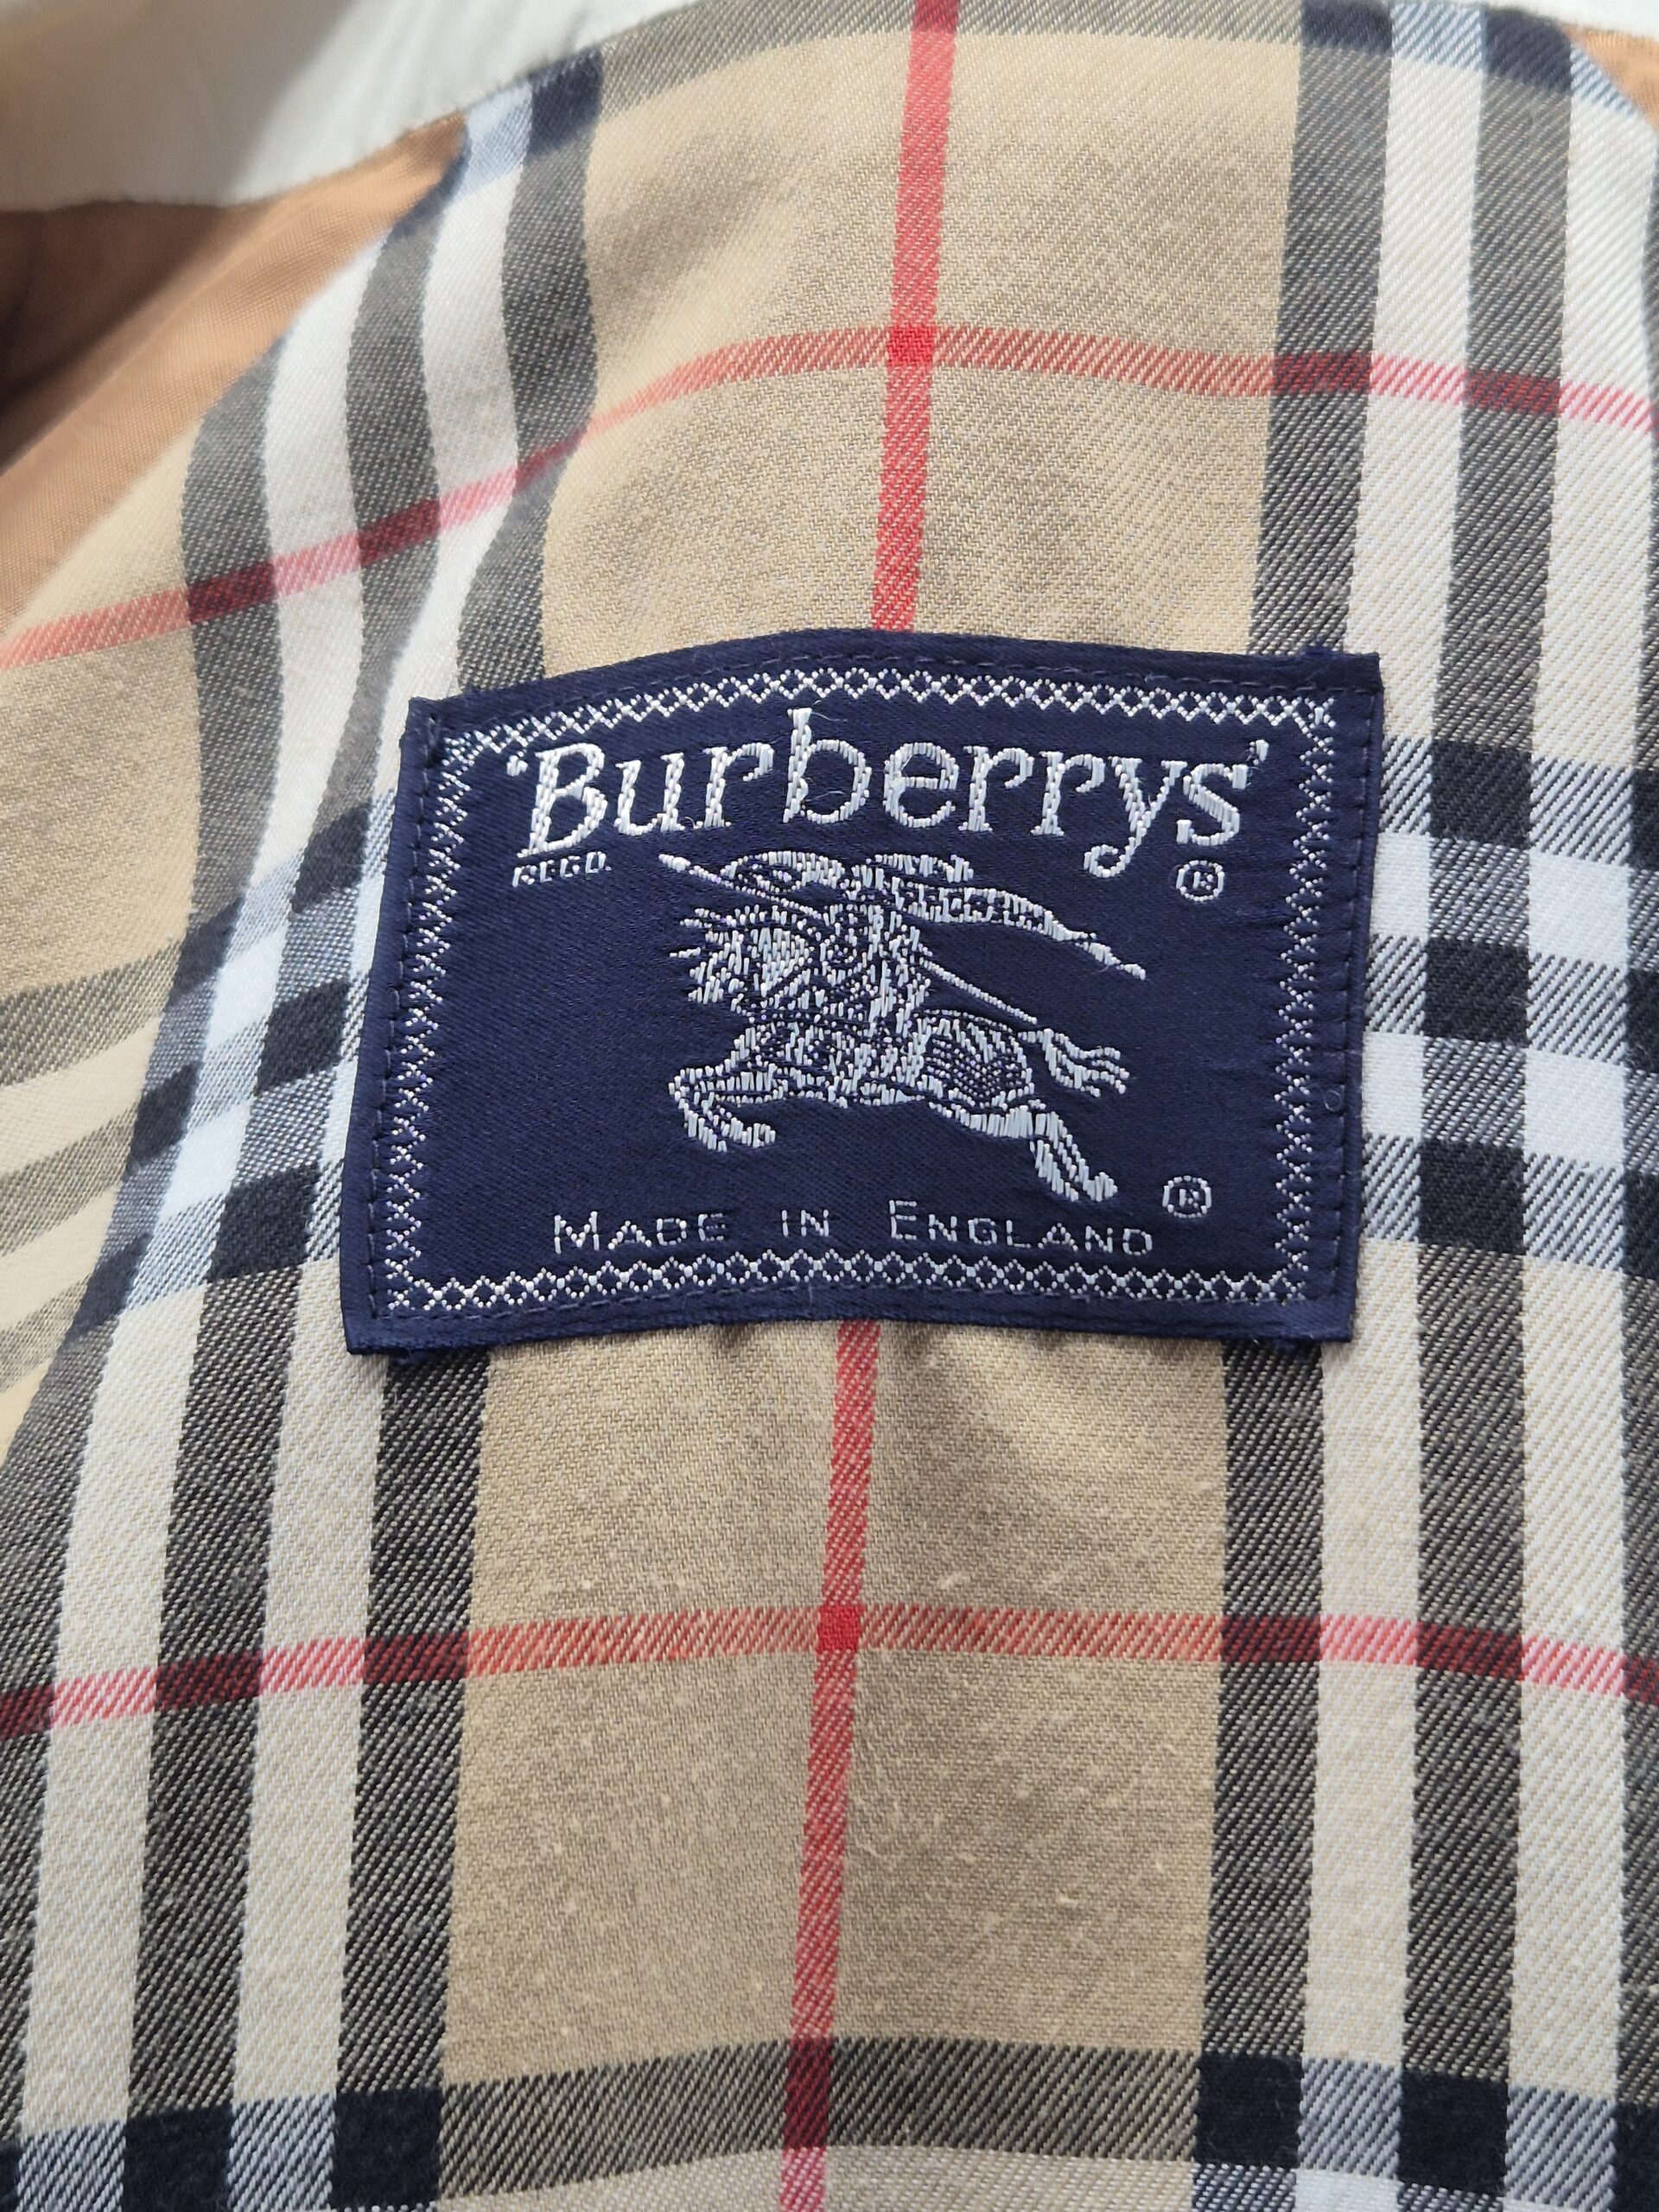 'Burberrys'
REGD. ®
®
MADE IN ENGLAND